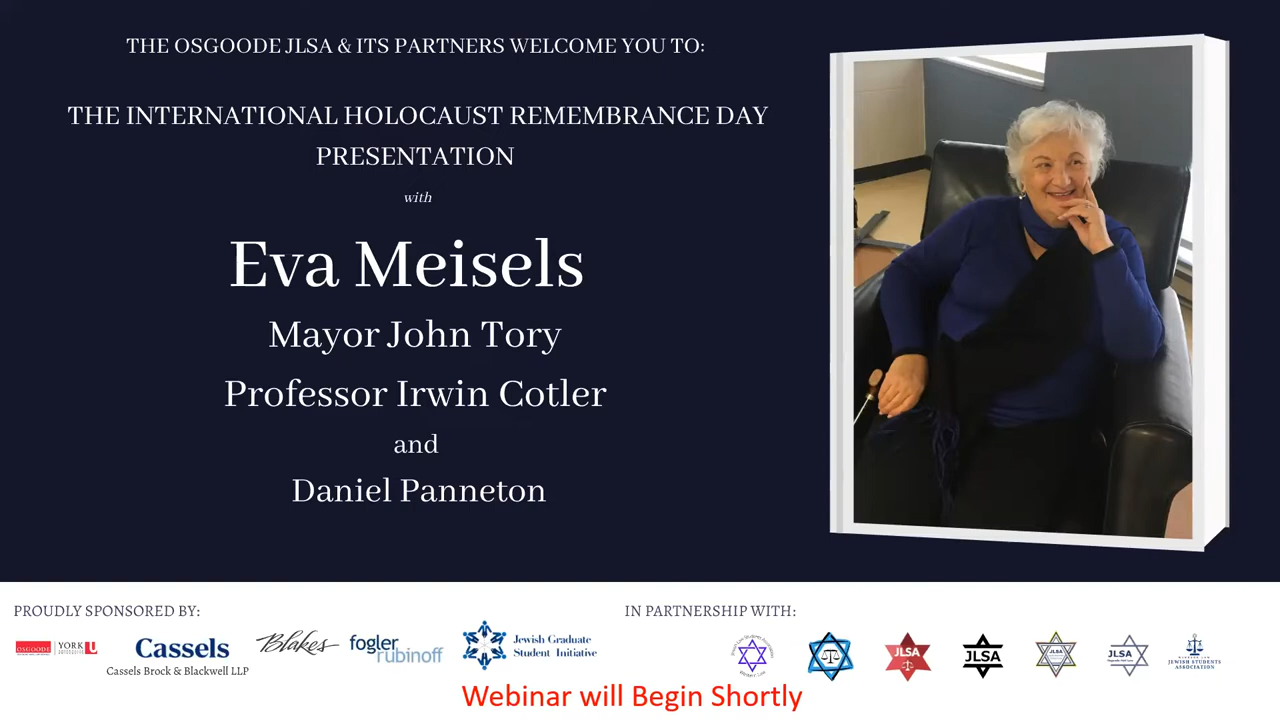 THE OSGOODE JLSA & ITS PARTNERS WELCOME YOU TO:
THE INTERNATIONAL HOLOCAUST REMEMBRANCE DAY
PRESENTATION
with
Eva Meisels
Mayor John Tory
Professor Irwin Cotler
and
Daniel Panneton
PROUDLY SPONSORED BY:
OSGOODE
YORK U
Cassels
Cassels Brock & Blackwell LLP
Blakes
fogler
rubinoff
Jewish Graduate
Student Initiative
IN PARTNERSHIP WITH:
JLSA
JLSA
JLSA
JLSA
JEWISH STUDENTS
ASSOCIATION
Webinar will Begin Shortly